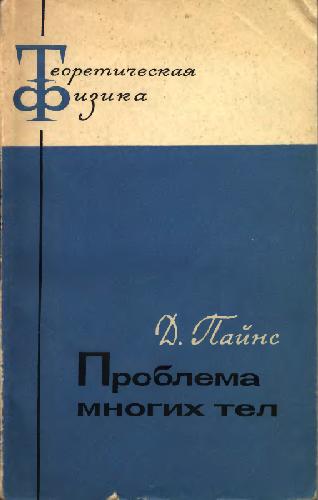 Теоретическая
Физика
Д. Пайнс
Проблема
многих тел